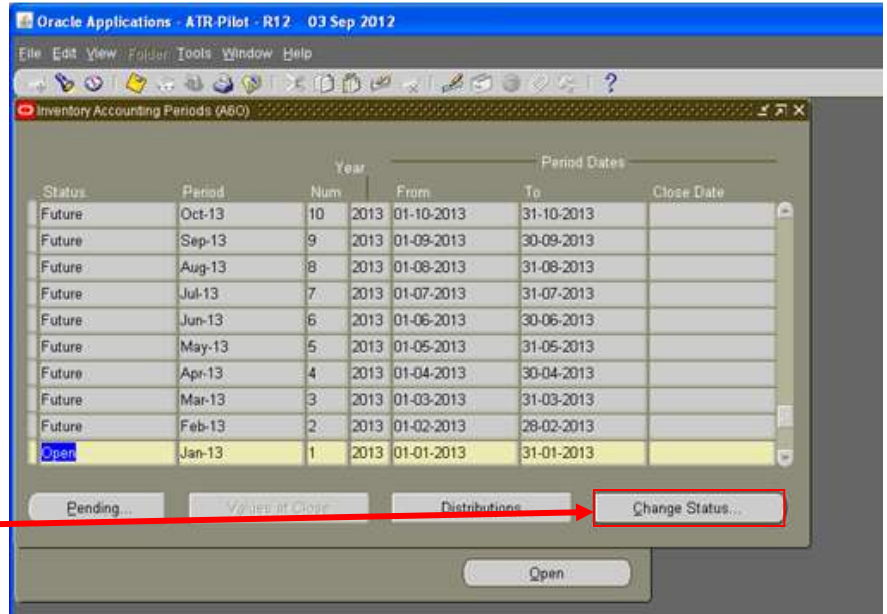 Oracle Applications - ATR-Pilot - R12 03 Sep 2012
File Edit View Folder Tools Window Help
Inventory Accounting Periods (A6O)
Year Period Dates
Status Period Num From To Close Date
Future Oct-13 10 2013 01-10-2013 31-10-2013
Future Sep-13 9 2013 01-09-2013 30-09-2013
Future Aug-13 8 2013 01-08-2013 31-08-2013
Future Jul-13 7 2013 01-07-2013 31-07-2013
Future Jun-13 6 2013 01-06-2013 30-06-2013
Future May-13 5 2013 01-05-2013 31-05-2013
Future Apr-13 4 2013 01-04-2013 30-04-2013
Future Mar-13 3 2013 01-03-2013 31-03-2013
Future Feb-13 2 2013 01-02-2013 28-02-2013
Open Jan-13 1 2013 01-01-2013 31-01-2013
Pending... Values at Close Distributions Change Status...
Open